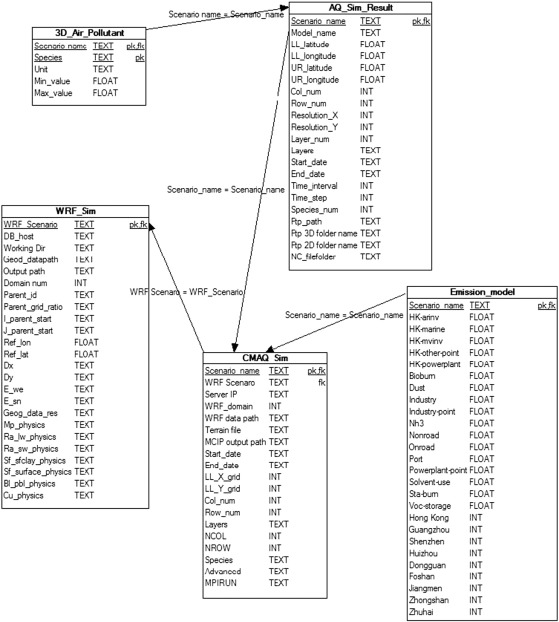 Scenario name = Scenario_name
3D_Air_Pollutant
Scenario_name TEXT pk,fk
Species TEXT pk
Unit TEXT
Min_value FLOAT
Max_value FLOAT
AQ_Sim_Result
Scenario_name TEXT pk,fk
Model_name TEXT
LL_latitude FLOAT
LL_longitude FLOAT
UR_latitude FLOAT
UR_longitude FLOAT
Col_num INT
Row_num INT
Resolution_X INT
Resolution_Y INT
Layer_num INT
Layers TEXT
Start_date TEXT
End_date TEXT
Time_interval INT
Time_step INT
Species_num INT
Ftp_path TEXT
Ftp 3D folder name TEXT
Ftp 2D folder name TEXT
NC_filefolder TEXT
Scenario_name = Scenario_name
WRF_Sim
WRF_Scenario TEXT pk,fk
DB_host TEXT
Working Dir TEXT
Geod_datapath TEXT
Output path TEXT
Domain num INT
Parent_id TEXT
Parent_grid_ratio TEXT
I_parent_start TEXT
J_parent_start TEXT
Ref_lon FLOAT
Ref_lat FLOAT
Dx TEXT
Dy TEXT
E_we TEXT
E_sn TEXT
Geog_data_res TEXT
Mp_physics TEXT
Ra_lw_physics TEXT
Ra_sw_physics TEXT
Sf_sfclay_physics TEXT
Sf_surface_physics TEXT
Bl_pbl_physics TEXT
Cu_physics TEXT
WRF Scenario = WRF_Scenario
Scenario_name = Scenario_name
CMAQ_Sim
Scenario_name TEXT pk,fk
WRF Scenaro TEXT fk
Server IP TEXT
WRF_domain INT
WRF data path TEXT
Terrain file TEXT
MCIP output path TEXT
Start_date TEXT
End_date TEXT
LL_X_grid INT
LL_Y_grid INT
Col_num INT
Row_num INT
Layers TEXT
NCOL INT
NROW INT
Species TEXT
Advanced TEXT
MPIRUN TEXT
Emission_model
Scenario_name TEXT pk,fk
HK-arinv FLOAT
HK-marine FLOAT
HK-mvinv FLOAT
HK-other-point FLOAT
HK-powerplant FLOAT
Bioburn FLOAT
Dust FLOAT
Industry FLOAT
Industry-point FLOAT
Nh3 FLOAT
Nonroad FLOAT
Onroad FLOAT
Port FLOAT
Powerplant-point FLOAT
Solvent-use FLOAT
Sta-burn FLOAT
Voc-storage FLOAT
Hong Kong INT
Guangzhou INT
Shenzhen INT
Huizhou INT
Dongguan INT
Foshan INT
Jiangmen INT
Zhongshan INT
Zhuhai INT